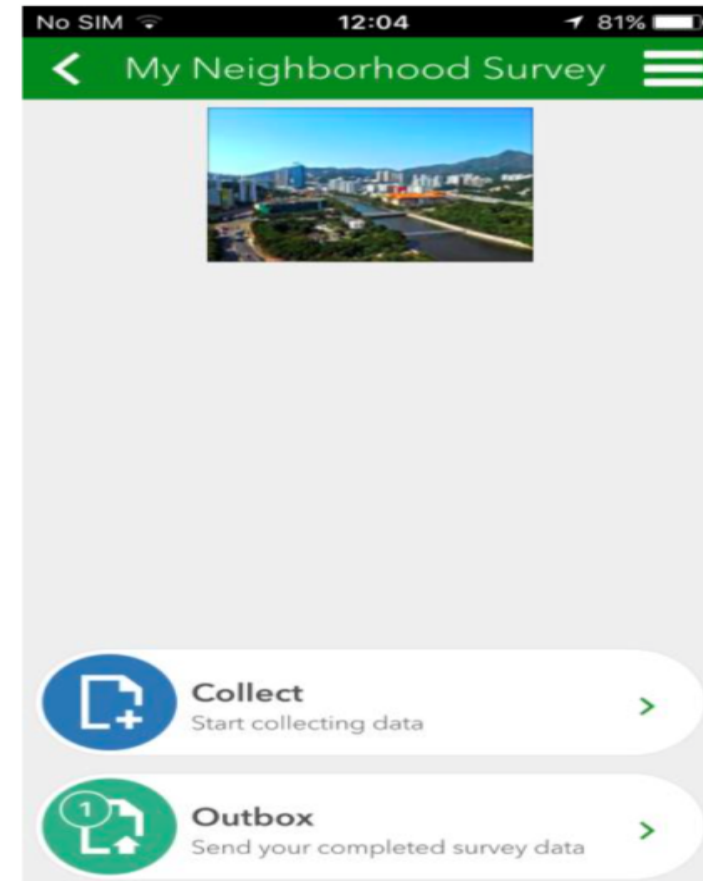 No SIM 12:04 81%
My Neighborhood Survey
Collect
Start collecting data
1
Outbox
Send your completed survey data